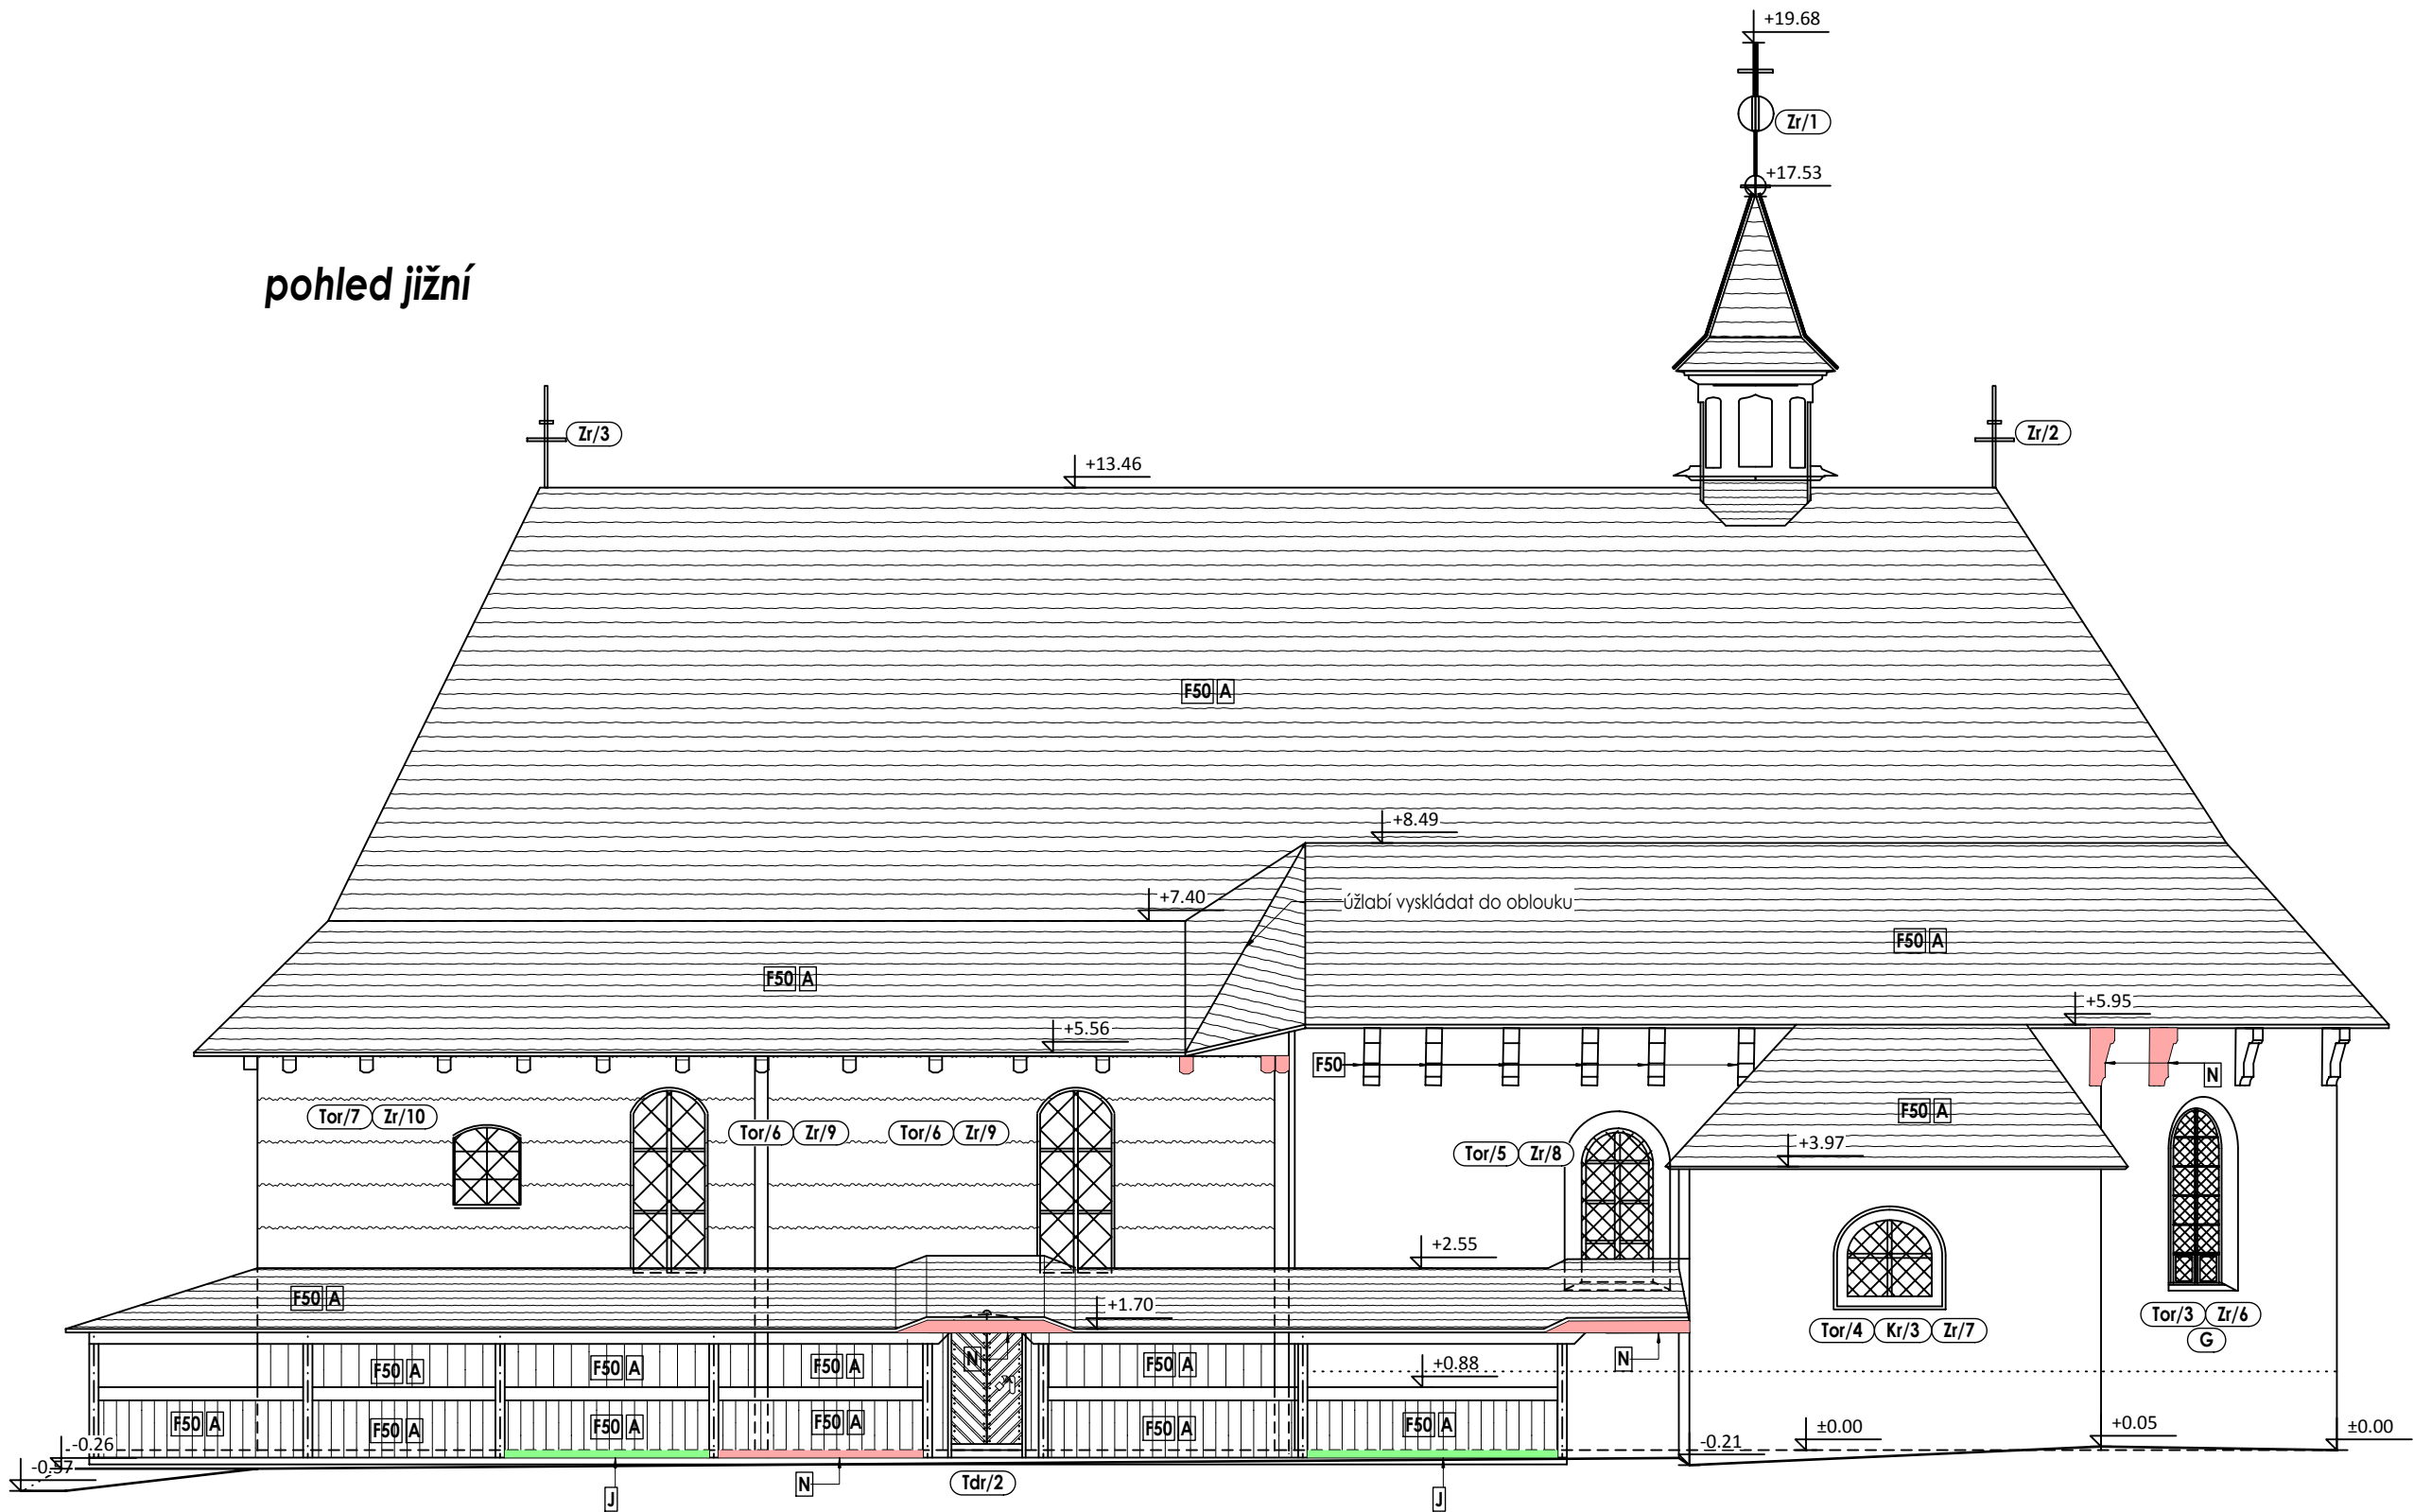 +19.68
Zr/1
+17.53
pohled jižní
Zr/3
Zr/2
+13.46
F50 A
+8.49
+7.40
úžlabí vyskládat do oblouku
F50 A
F50 A
+5.95
+5.56
F50
N
Tor/7 Zr/10
Tor/6 Zr/9
Tor/6 Zr/9
F50 A
Tor/5 Zr/8
+3.97
+2.55
F50 A
+1.70
Tor/3 Zr/6
G
Tor/4 Kr/3 Zr/7
N
N
F50 A
F50 A
F50 A
F50 A
+0.88
F50 A
F50 A
F50 A
F50 A
F50 A
F50 A
-0.26
-0.57
-0.21
±0.00
+0.05
±0.00
Tdr/2
N
J
J